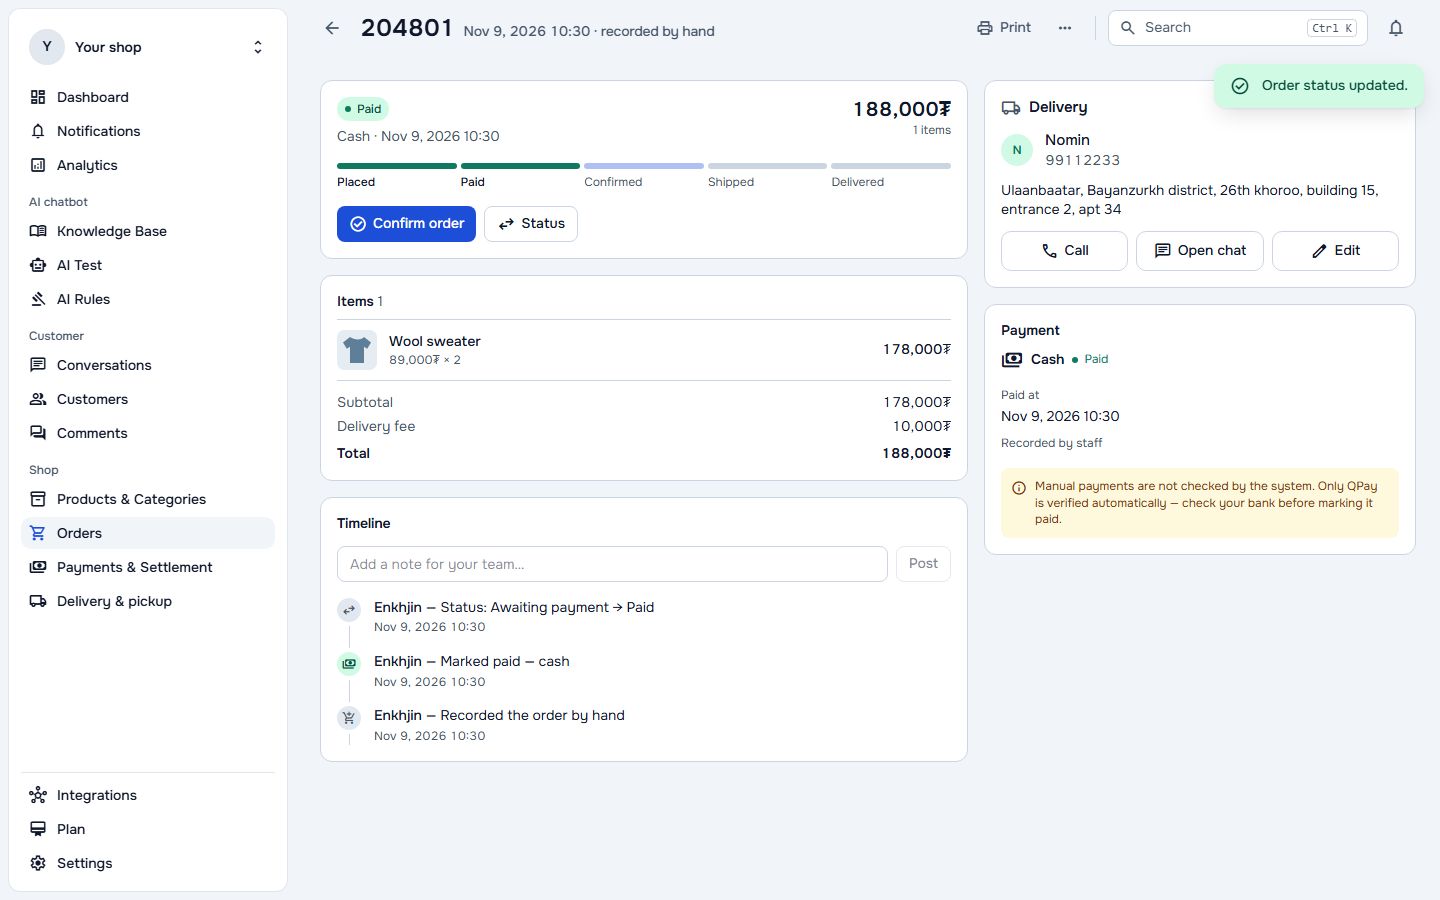 Y Your shop
Dashboard
Notifications
Analytics
AI chatbot
Knowledge Base
AI Test
AI Rules
Customer
Conversations
Customers
Comments
Shop
Products & Categories
Orders
Payments & Settlement
Delivery & pickup
Integrations
Plan
Settings
204801 Nov 9, 2026 10:30 · recorded by hand
Print
Search Ctrl K
Order status updated.
Paid
188,000₮
Cash · Nov 9, 2026 10:30
1 items
Placed Paid Confirmed Shipped Delivered
Confirm order Status
Items 1
Wool sweater
89,000₮ × 2
178,000₮
Subtotal 178,000₮
Delivery fee 10,000₮
Total 188,000₮
Timeline
Add a note for your team... Post
Enkhjin — Status: Awaiting payment → Paid
Nov 9, 2026 10:30
Enkhjin — Marked paid — cash
Nov 9, 2026 10:30
Enkhjin — Recorded the order by hand
Nov 9, 2026 10:30
Delivery
N
Nomin
99112233
Ulaanbaatar, Bayanzurkh district, 26th khoroo, building 15,
entrance 2, apt 34
Call Open chat Edit
Payment
Cash Paid
Paid at
Nov 9, 2026 10:30
Recorded by staff
Manual payments are not checked by the system. Only QPay
is verified automatically — check your bank before marking it
paid.